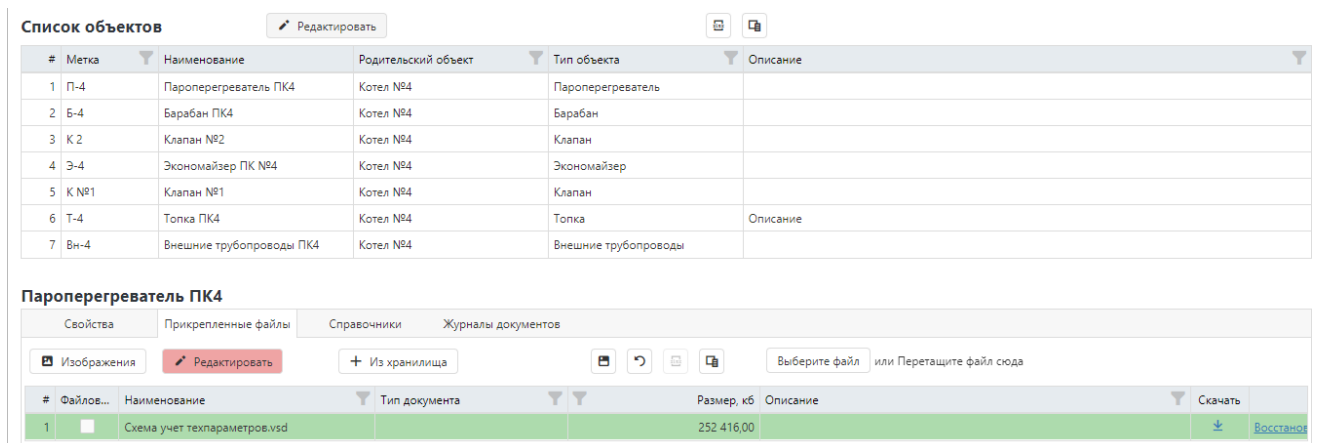 Список объектов Редактировать
# Метка Наименование Родительский объект Тип объекта Описание
1 П-4 Пароперегреватель ПК4 Котел №4 Пароперегреватель
2 Б-4 Барабан ПК4 Котел №4 Барабан
3 К 2 Клапан №2 Котел №4 Клапан
4 Э-4 Экономайзер ПК №4 Котел №4 Экономайзер
5 К №1 Клапан №1 Котел №4 Клапан
6 Т-4 Топка ПК4 Котел №4 Топка Описание
7 Вн-4 Внешние трубопроводы ПК4 Котел №4 Внешние трубопроводы
Пароперегреватель ПК4
Свойства Прикрепленные файлы Справочники Журналы документов
Изображения Редактировать + Из хранилища Выберите файл или Перетащите файл сюда
# Файлов... Наименование Тип документа Размер, кб Описание Скачать
1 Схема учет техпараметров.vsd 252 416,00 Восстанов